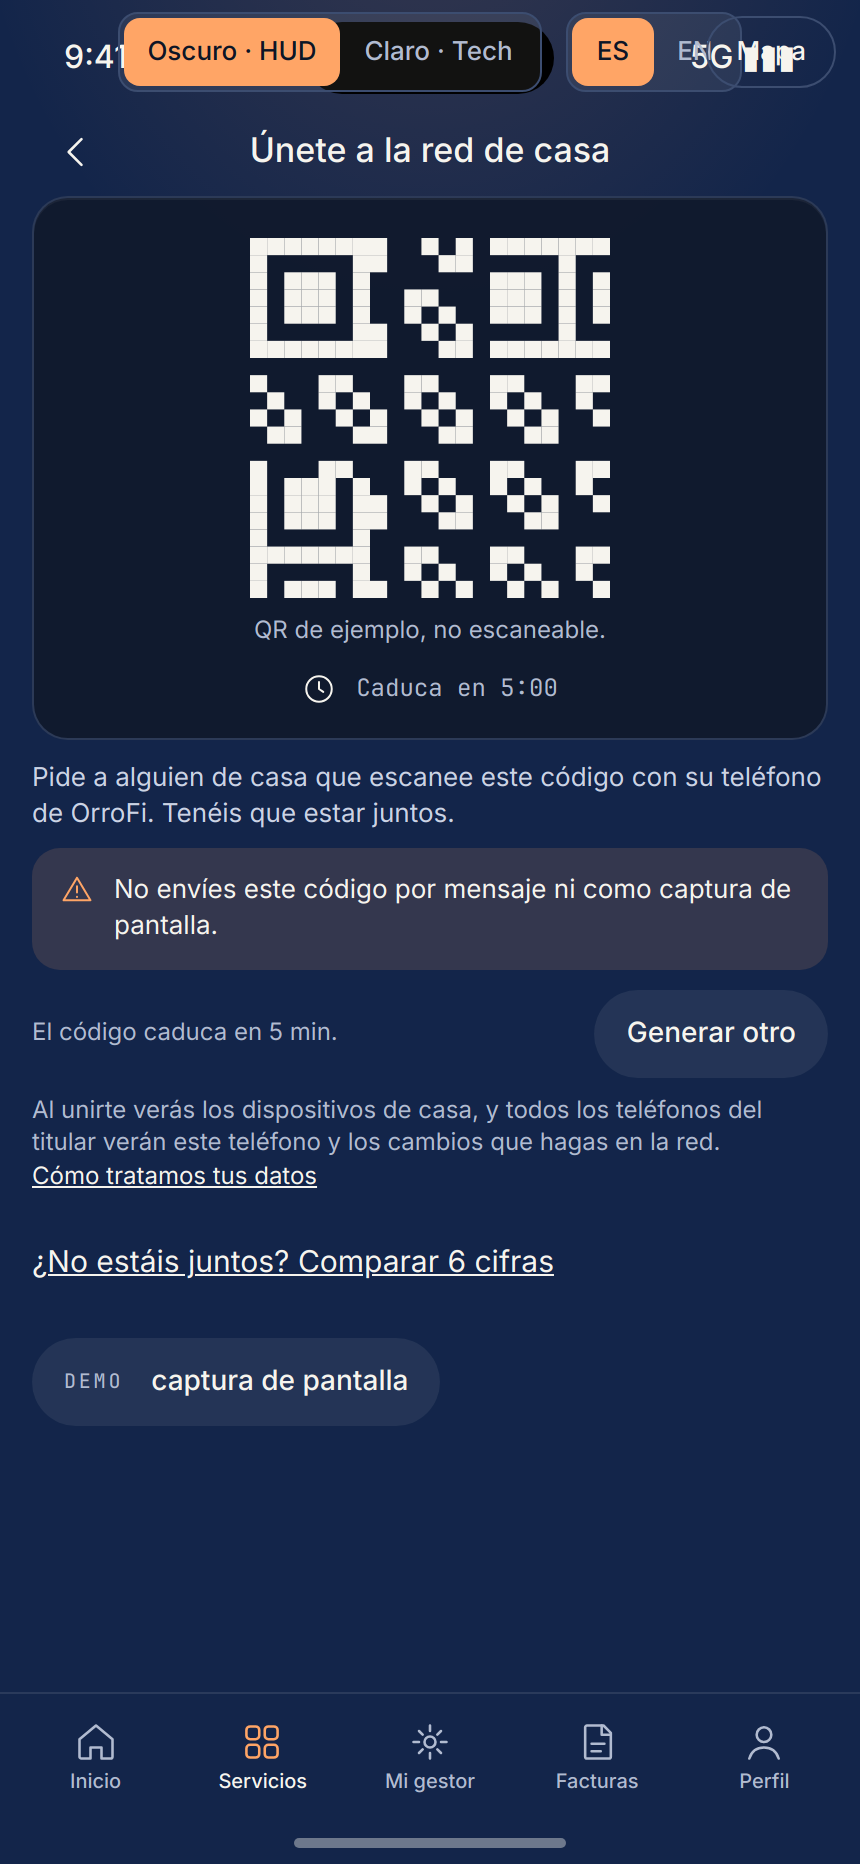 9:41
Oscuro · HUD
Claro · Tech
ES
EN
5G
Mapa
Únete a la red de casa
QR de ejemplo, no escaneable.
Caduca en 5:00
Pide a alguien de casa que escanee este código con su teléfono
de OrroFi. Tenéis que estar juntos.
No envíes este código por mensaje ni como captura de
pantalla.
El código caduca en 5 min.
Generar otro
Al unirte verás los dispositivos de casa, y todos los teléfonos del
titular verán este teléfono y los cambios que hagas en la red.
Cómo tratamos tus datos
¿No estáis juntos? Comparar 6 cifras
DEMO captura de pantalla
Inicio
Servicios
Mi gestor
Facturas
Perfil